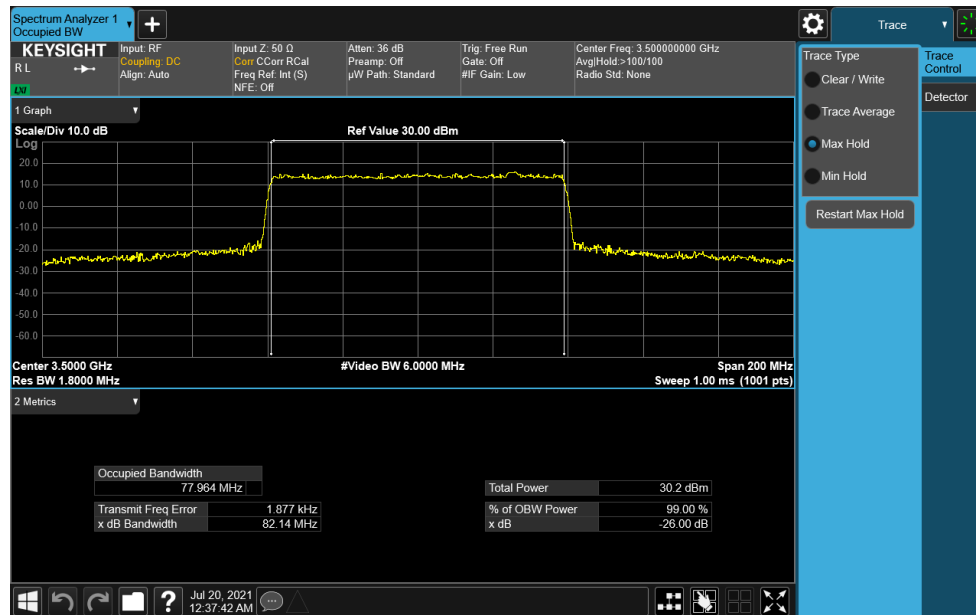 Spectrum Analyzer 1
Occupied BW
Trace
KEYSIGHT
R L
LXI
Input: RF
Coupling: DC
Align: Auto
Input Z: 50 Ω
Corr CCorr RCal
Freq Ref: Int (S)
NFE: Off
Atten: 36 dB
Preamp: Off
µW Path: Standard
Trig: Free Run
Gate: Off
#IF Gain: Low
Center Freq: 3.500000000 GHz
Avg|Hold:>100/100
Radio Std: None
Trace Type
Clear / Write
Trace Average
Max Hold
Min Hold
Restart Max Hold
Trace
Control
Detector
1 Graph
Scale/Div 10.0 dB
Ref Value 30.00 dBm
Log
20.0
10.0
0.00
-10.0
-20.0
-30.0
-40.0
-50.0
-60.0
Center 3.5000 GHz
#Video BW 6.0000 MHz
Span 200 MHz
Res BW 1.8000 MHz
Sweep 1.00 ms (1001 pts)
2 Metrics
Occupied Bandwidth
77.964 MHz
Transmit Freq Error 1.877 kHz
x dB Bandwidth 82.14 MHz
Total Power 30.2 dBm
% of OBW Power 99.00 %
x dB -26.00 dB
?
Jul 20, 2021
12:37:42 AM